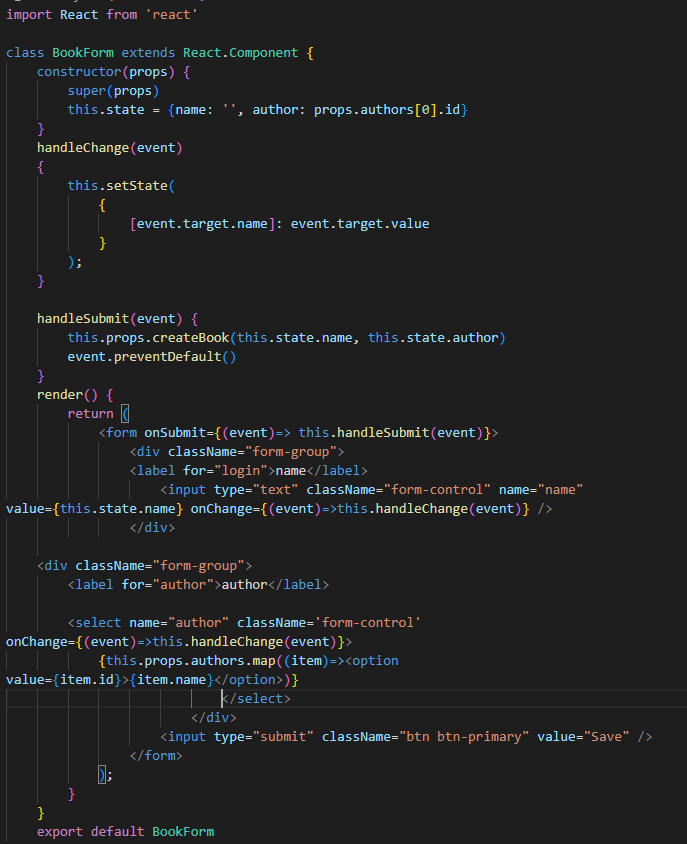 import React from 'react'
class BookForm extends React.Component {
constructor(props) {
super(props)
this.state = {name: '', author: props.authors[0].id}
}
handleChange(event)
{
this.setState(
{
[event.target.name]: event.target.value
}
);
}
handleSubmit(event) {
this.props.createBook(this.state.name, this.state.author)
event.preventDefault()
}
render() {
return (
<form onSubmit={(event)=> this.handleSubmit(event)}>
<div className="form-group">
<label for="login">name</label>
<input type="text" className="form-control" name="name"
value={this.state.name} onChange={(event)=>this.handleChange(event)} />
</div>
<div className="form-group">
<label for="author">author</label>
<select name="author" className='form-control'
onChange={(event)=>this.handleChange(event)}>
{this.props.authors.map((item)=><option
value={item.id}>{item.name}</option>)}
</select>
</div>
<input type="submit" className="btn btn-primary" value="Save" />
</form>
);
}
}
export default BookForm